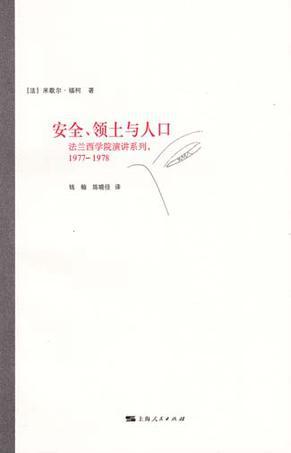 [法] 米歇尔·福柯 著
安全、领土与人口
法兰西学院演讲系列,
1977-1978
钱翰 陈晓径 译
上海人民出版社